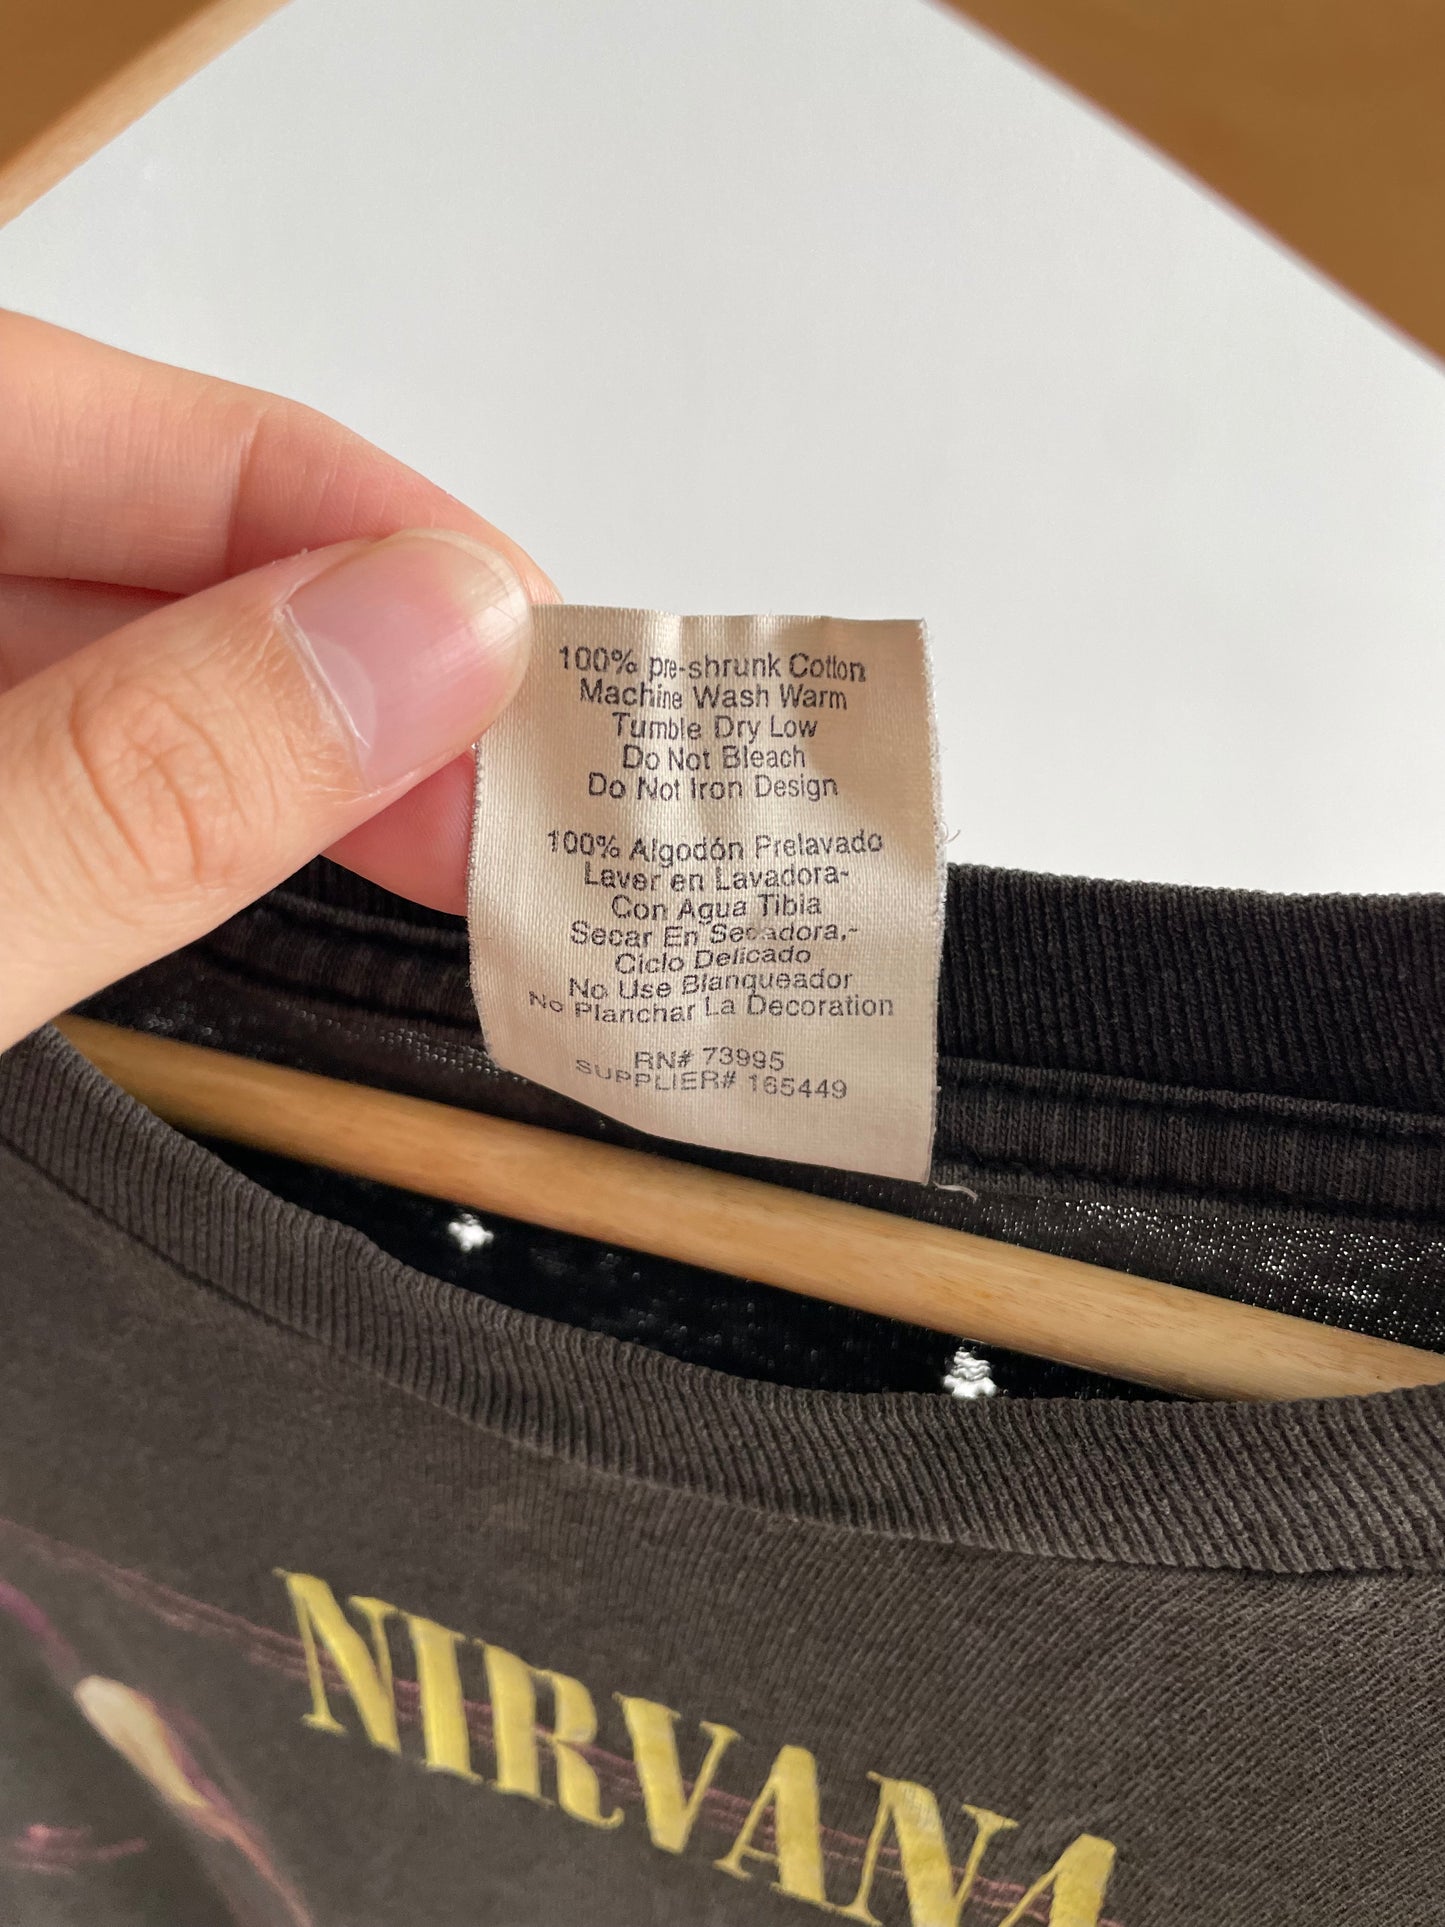 100% pre-shrunk Cotton
Machine Wash Warm
Tumble Dry Low
Do Not Bleach
Do Not Iron Design
100% Algodón Prelavado
Laver en Lavadora-
Con Agua Tibia
Secar En Secadora,-
Ciclo Delicado
No Use Blanqueador
No Planchar La Decoration
RN# 73995
SUPPLIER# 165449
NIRVANA